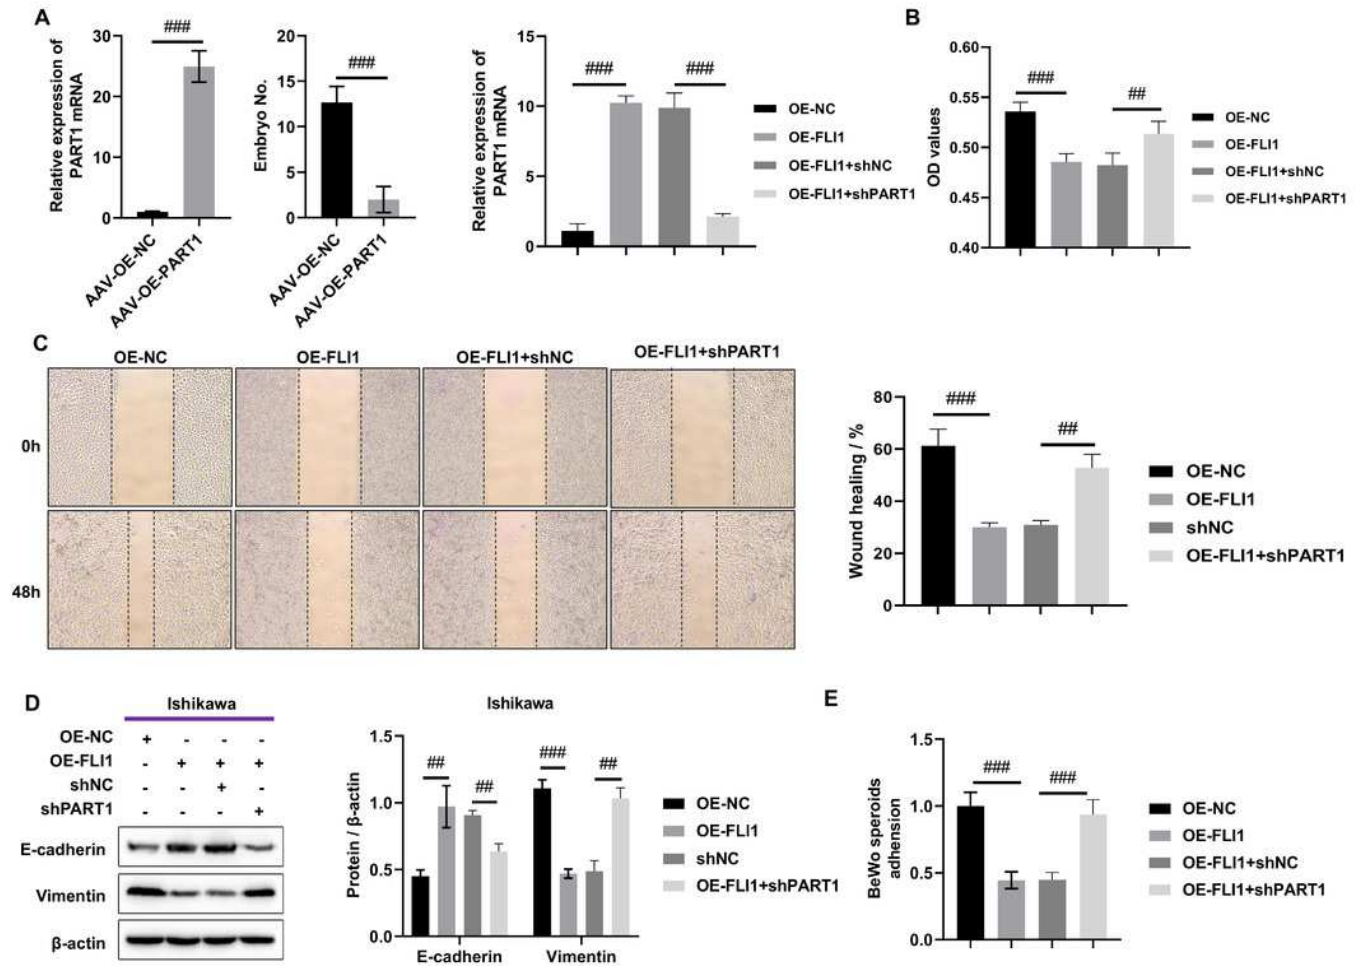 A
Relative expression of
PART1 mRNA
30
20
10
0
###
AAV-OE-NC
AAV-OE-PART1
Embryo No.
20
15
10
5
0
###
AAV-OE-NC
AAV-OE-PART1
Relative expression of
PART1 mRNA
15
10
5
0
###
###
OE-NC
OE-FLI1
OE-FLI1+shNC
OE-FLI1+shPART1
B
OD values
0.60
0.55
0.50
0.45
0.40
###
##
OE-NC
OE-FLI1
OE-FLI1+shNC
OE-FLI1+shPART1
C
OE-NC
OE-FLI1
OE-FLI1+shNC
OE-FLI1+shPART1
0h
48h
Wound healing / %
80
60
40
20
0
###
##
OE-NC
OE-FLI1
shNC
OE-FLI1+shPART1
D
Ishikawa
OE-NC + - - -
OE-FLI1 - + + +
shNC - - + -
shPART1 - - - +
E-cadherin
Vimentin
β-actin
Ishikawa
Protein / β-actin
1.5
1.0
0.5
0.0
##
##
###
##
E-cadherin
Vimentin
OE-NC
OE-FLI1
shNC
OE-FLI1+shPART1
E
BeWo speroids
adhension
1.5
1.0
0.5
0.0
###
###
OE-NC
OE-FLI1
OE-FLI1+shNC
OE-FLI1+shPART1